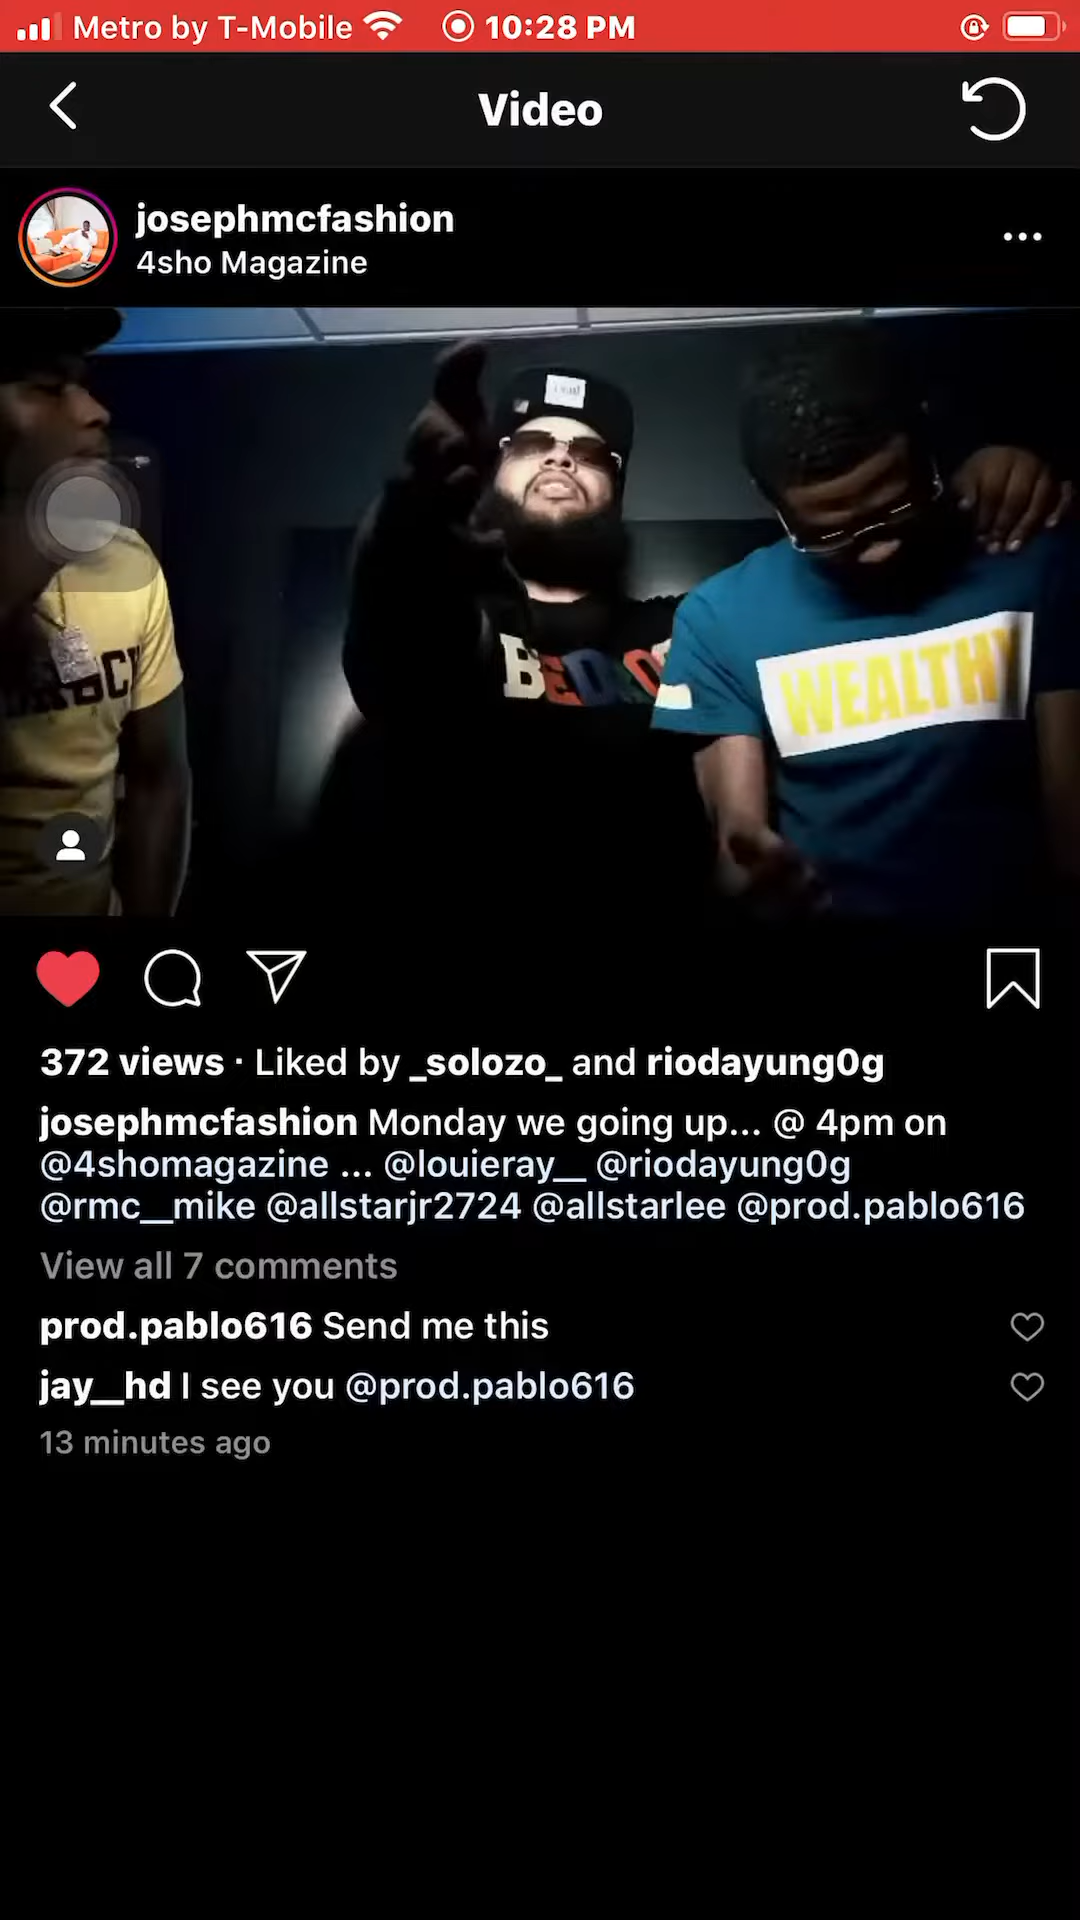 Metro by T-Mobile 10:28 PM
Video
josephmcfashion
4sho Magazine
WEALTHY
372 views · Liked by _solozo_ and riodayung0g
josephmcfashion Monday we going up... @ 4pm on
@4shomagazine ... @louieray__ @riodayung0g
@rmc__mike @allstarjr2724 @allstarlee @prod.pablo616
View all 7 comments
prod.pablo616 Send me this
jay__hd I see you @prod.pablo616
13 minutes ago